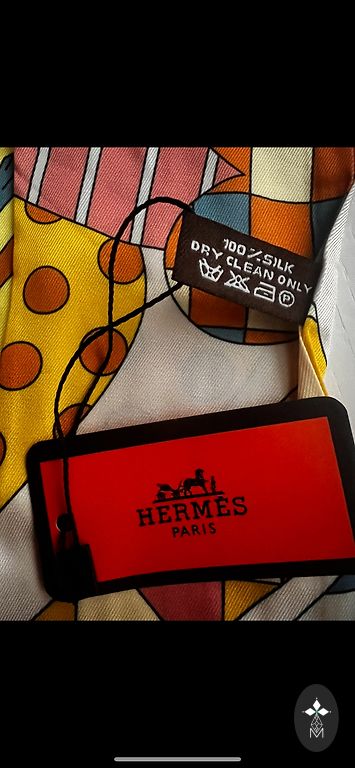 100%SILK
DRY CLEAN ONLY
P
HERMÈS
PARIS
M